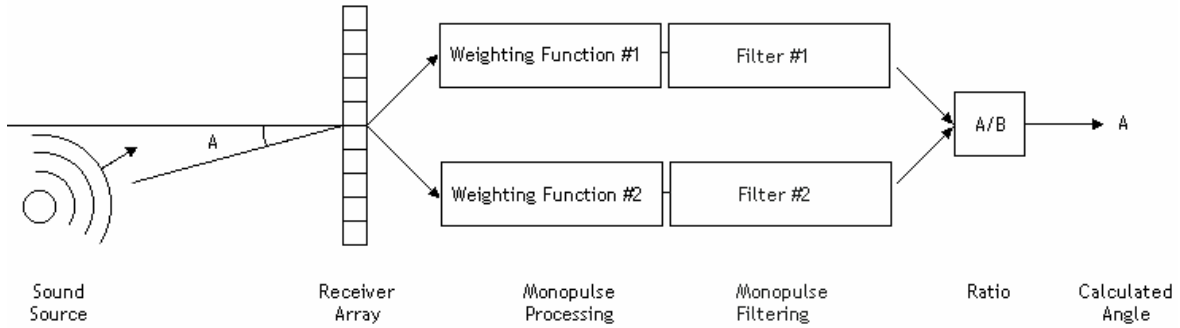 Weighting Function #1
Filter #1
A
A/B
A
Weighting Function #2
Filter #2
Sound
Source
Receiver
Array
Monopulse
Processing
Monopulse
Filtering
Ratio
Calculated
Angle